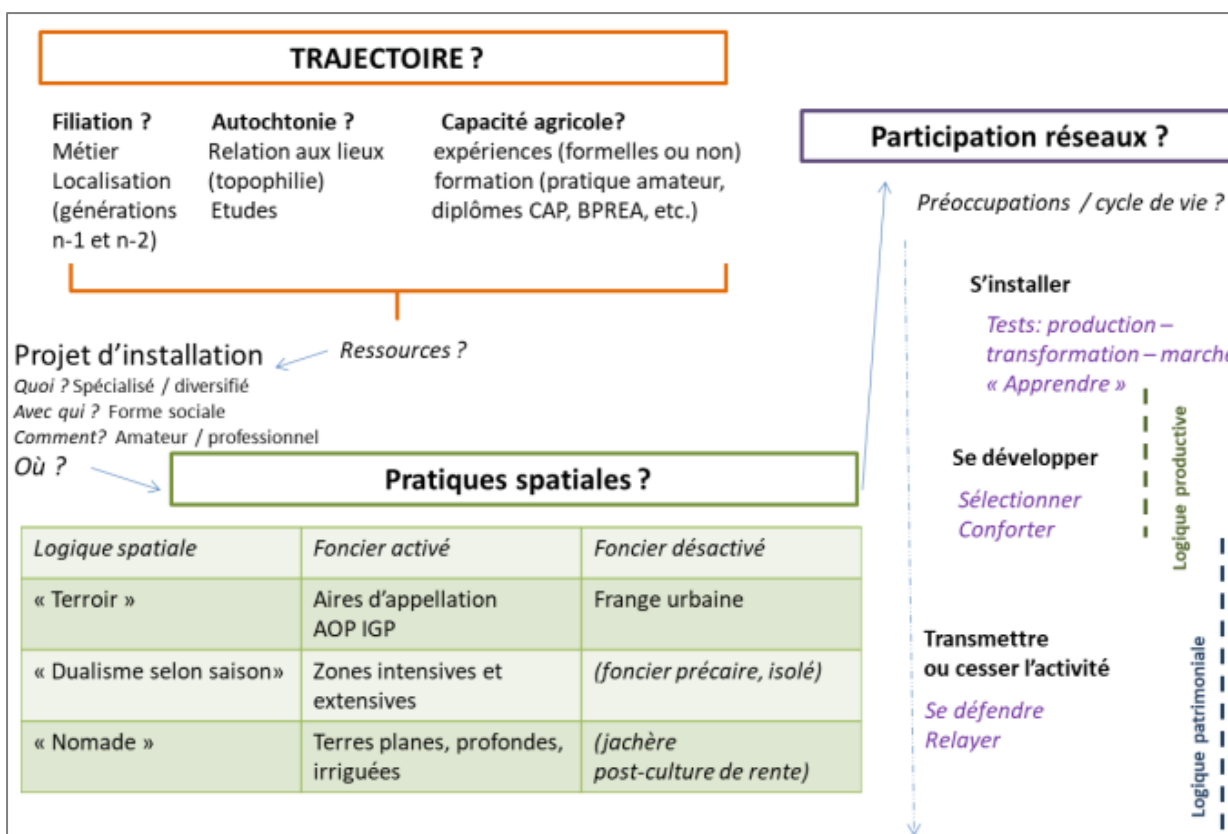 TRAJECTOIRE ?
Filiation ?
Métier
Localisation
(générations
n-1 et n-2)
Autochtonie ?
Relation aux lieux
(topophilie)
Etudes
Capacité agricole?
expériences (formelles ou non)
formation (pratique amateur,
diplômes CAP, BPREA, etc.)
Ressources ?
Projet d'installation
Quoi ? Spécialisé / diversifié
Avec qui ? Forme sociale
Comment? Amateur / professionnel
Où ?
Pratiques spatiales ?
Logique spatiale
Foncier activé
Foncier désactivé
« Terroir »
Aires d'appellation
AOP IGP
Frange urbaine
« Dualisme selon saison»
Zones intensives et
extensives
(foncier précaire, isolé)
« Nomade »
Terres planes, profondes,
irriguées
(jachère
post-culture de rente)
Participation réseaux ?
Préoccupations / cycle de vie ?
S'installer
Tests: production –
transformation – marché
« Apprendre »
Se développer
Sélectionner
Conforter
Transmettre
ou cesser l'activité
Se défendre
Relayer
Logique productive
Logique patrimoniale